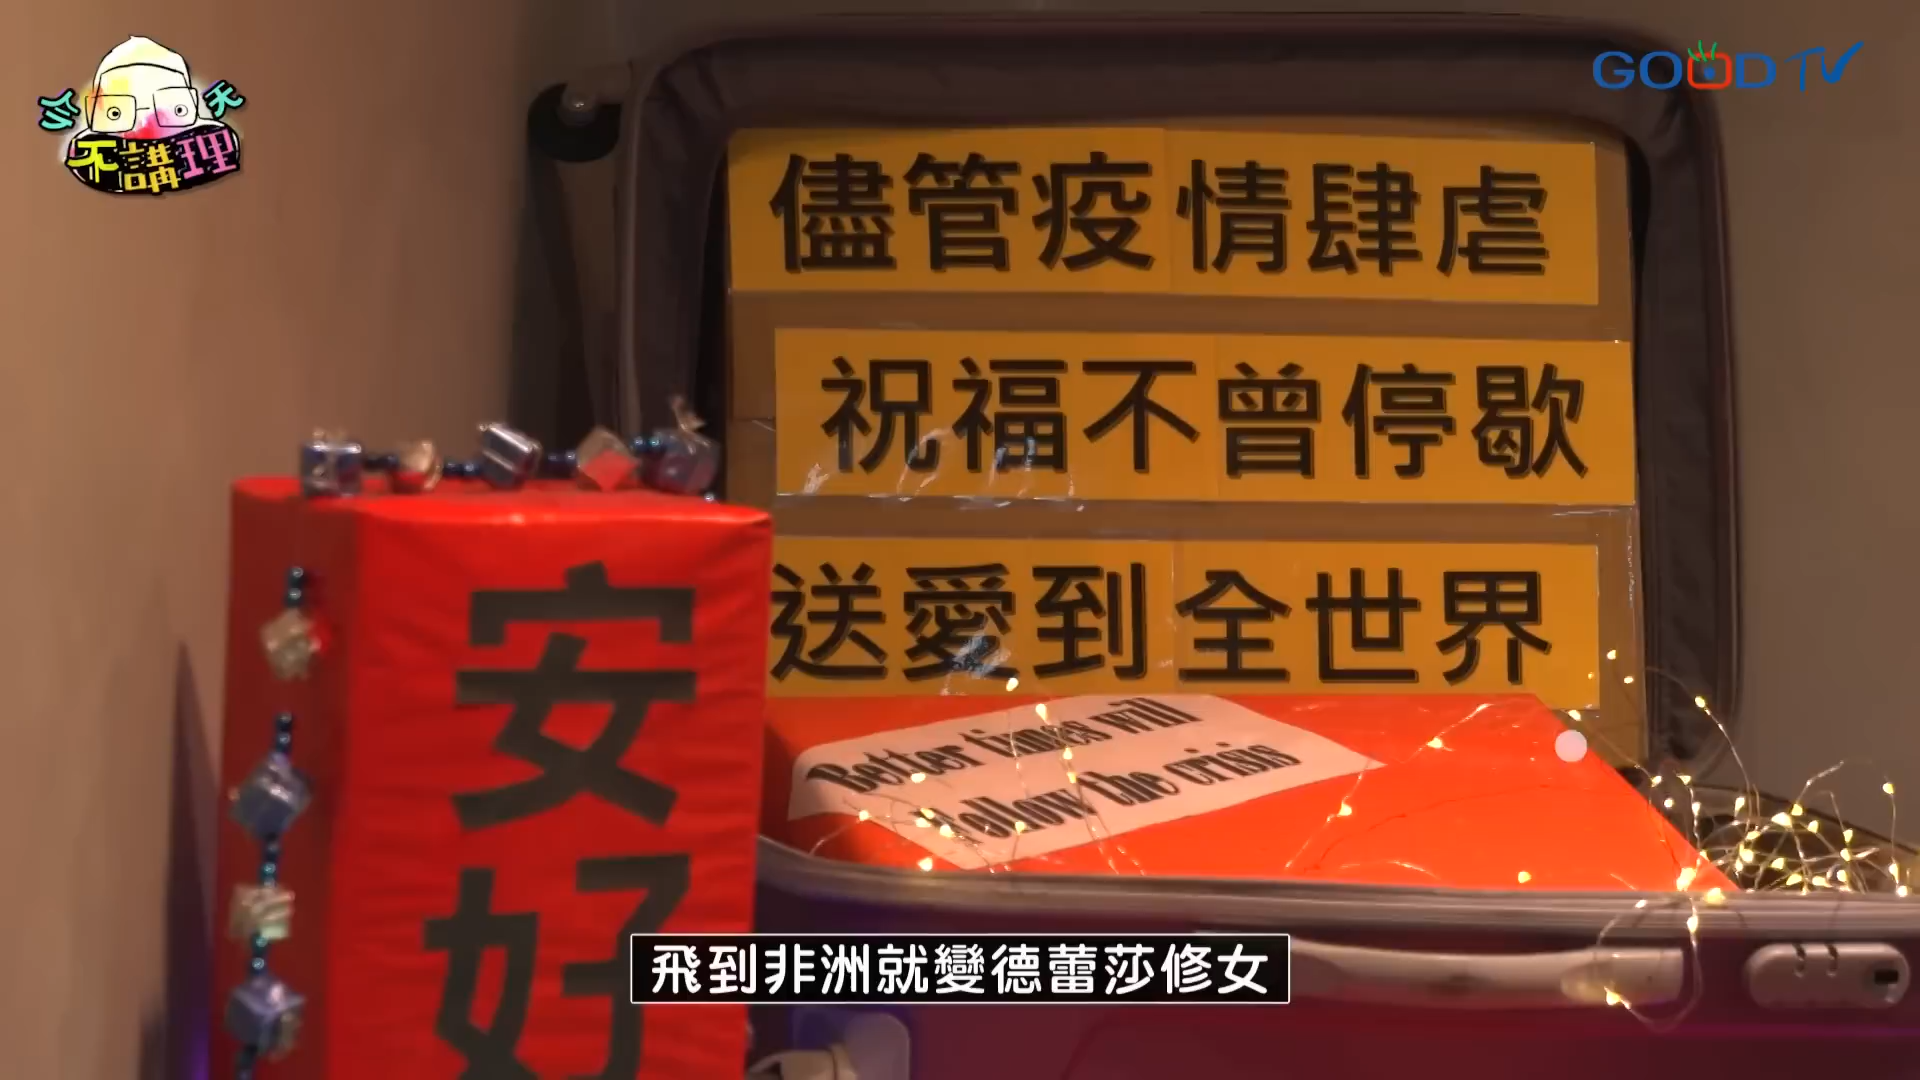 今天
不講理
GOOD TV
儘管疫情肆虐
祝福不曾停歇
送愛到全世界
Better times will
follow the crisis
安好
飛到非洲就變德蕾莎修女